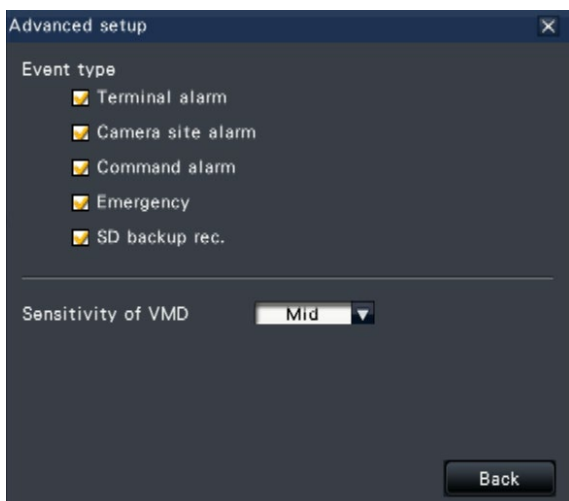 Advanced setup
Event type
Terminal alarm
Camera site alarm
Command alarm
Emergency
SD backup rec.
Sensitivity of VMD Mid
Back